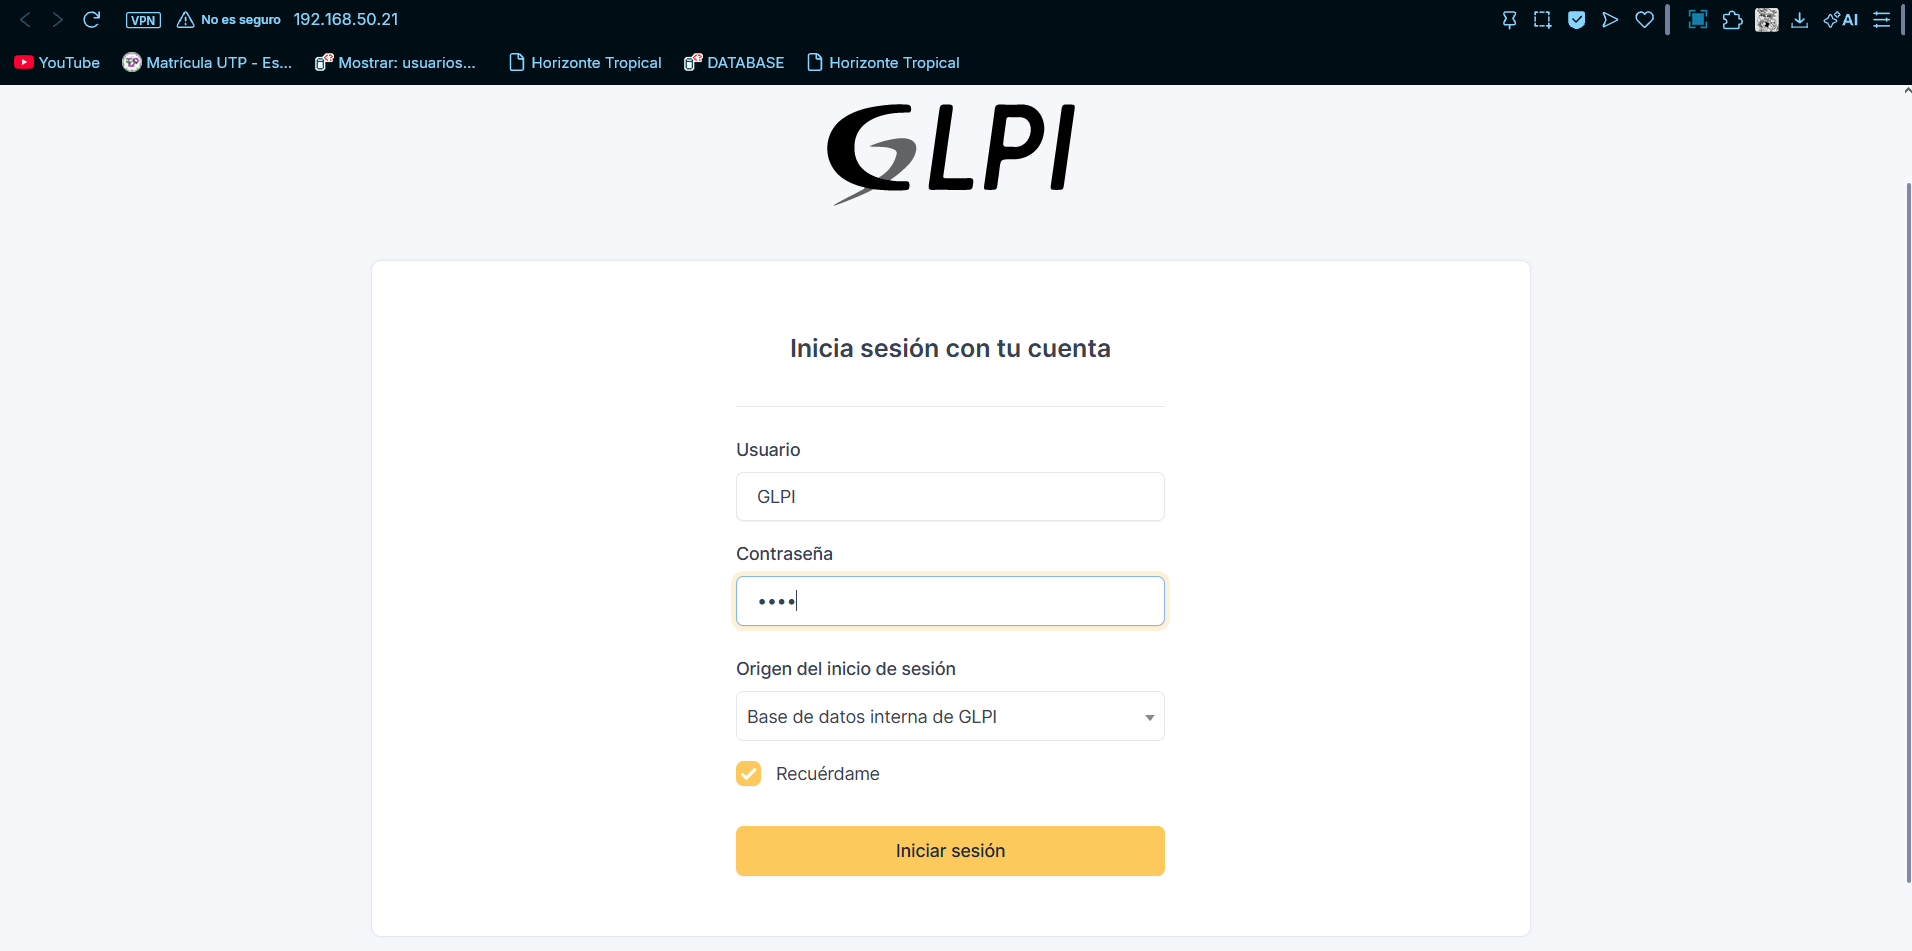 VPN No es seguro 192.168.50.21 AI
YouTube Matrícula UTP - Es... Mostrar: usuarios... Horizonte Tropical DATABASE Horizonte Tropical
GLPI
Inicia sesión con tu cuenta
Usuario
GLPI
Contraseña
••••
Origen del inicio de sesión
Base de datos interna de GLPI
Recuérdame
Iniciar sesión